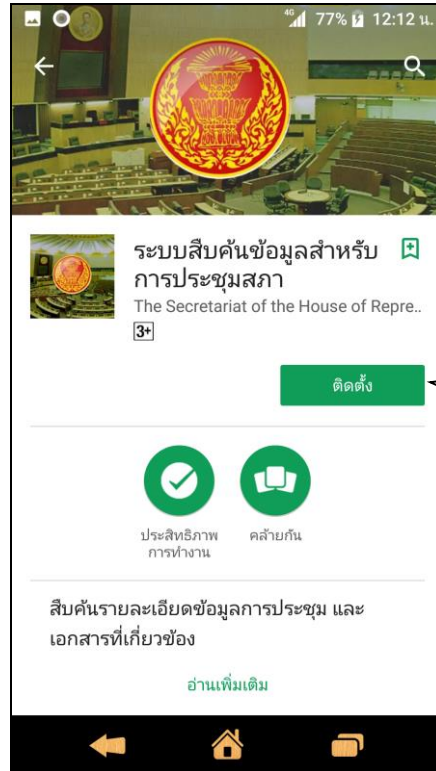 4G 77% 12:12 น.
ระบบสืบค้นข้อมูลสำหรับ
การประชุมสภา
The Secretariat of the House of Repre..
3+
ติดตั้ง
ประสิทธิภาพ คล้ายกัน
การทำงาน
สืบค้นรายละเอียดข้อมูลการประชุม และ
เอกสารที่เกี่ยวข้อง
อ่านเพิ่มเติม